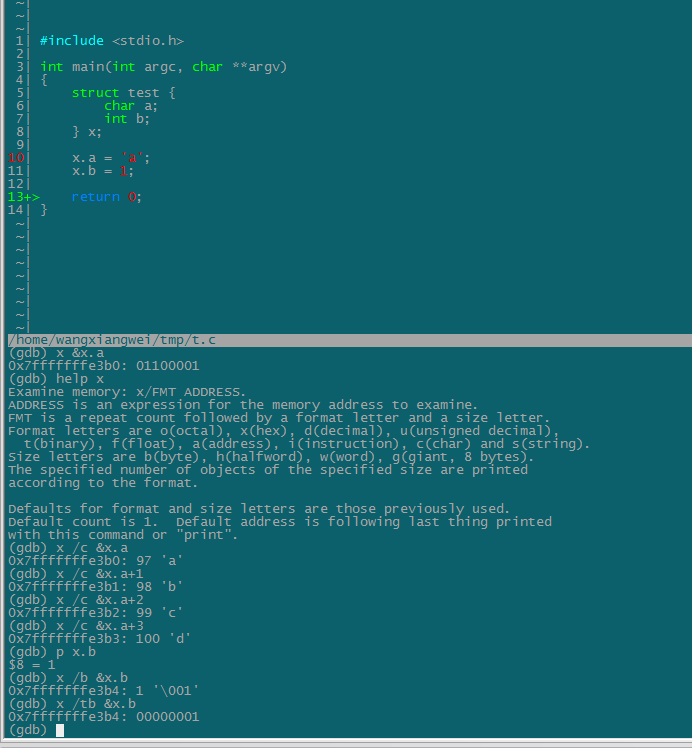 ~|
~|
~|
1| #include <stdio.h>
2|
3| int main(int argc, char **argv)
4| {
5|     struct test {
6|         char a;
7|         int b;
8|     } x;
9|
10|     x.a = 'a';
11|     x.b = 1;
12|
13+>     return 0;
14| }
~|
~|
~|
~|
~|
~|
~|
~|
~|
/home/wangxiangwei/tmp/t.c
(gdb) x &x.a
0x7fffffffe3b0: 01100001
(gdb) help x
Examine memory: x/FMT ADDRESS.
ADDRESS is an expression for the memory address to examine.
FMT is a repeat count followed by a format letter and a size letter.
Format letters are o(octal), x(hex), d(decimal), u(unsigned decimal),
  t(binary), f(float), a(address), i(instruction), c(char) and s(string).
Size letters are b(byte), h(halfword), w(word), g(giant, 8 bytes).
The specified number of objects of the specified size are printed
according to the format.

Defaults for format and size letters are those previously used.
Default count is 1.  Default address is following last thing printed
with this command or "print".
(gdb) x /c &x.a
0x7fffffffe3b0: 97 'a'
(gdb) x /c &x.a+1
0x7fffffffe3b1: 98 'b'
(gdb) x /c &x.a+2
0x7fffffffe3b2: 99 'c'
(gdb) x /c &x.a+3
0x7fffffffe3b3: 100 'd'
(gdb) p x.b
$8 = 1
(gdb) x /b &x.b
0x7fffffffe3b4: 1 '\001'
(gdb) x /tb &x.b
0x7fffffffe3b4: 00000001
(gdb)